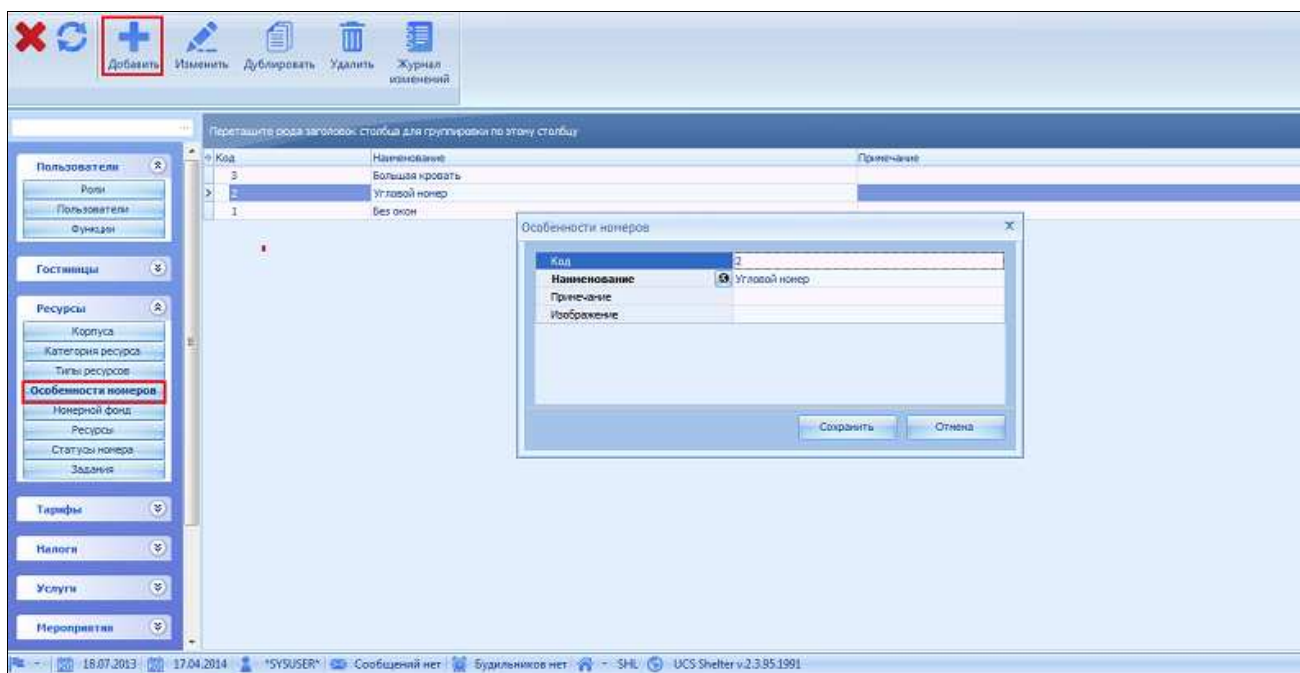 Добавить
Изменить
Дублировать
Удалить
Журнал
изменений
Перетащите сюда заголовок столбца для группировки по этому столбцу
Пользователи
Роли
Пользователи
Функции
Гостиницы
Ресурсы
Корпуса
Категория ресурса
Типы ресурсов
Особенности номеров
Номерной фонд
Ресурсы
Статусы номера
Задания
Тарифы
Налоги
Услуги
Мероприятия
Код Наименование Примечание
3 Большая кровать
2 Угловой номер
1 Без окон
Особенности номеров
Код 2
Наименование Угловой номер
Примечание
Изображение
Сохранить Отмена
18.07.2013 17.04.2014 *SYSUSER* Сообщений нет Будильников нет - SHL UCS Shelter v.2.3.95.1991